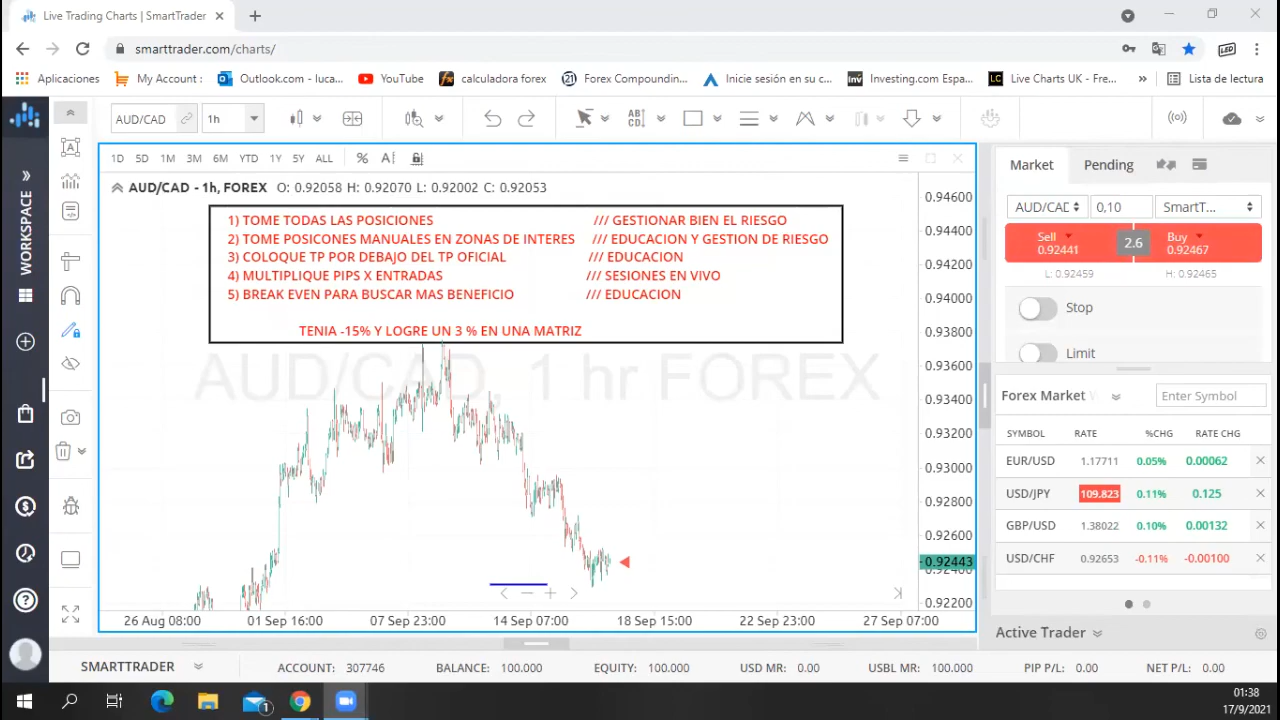 Live Trading Charts | SmartTrader
smarttrader.com/charts/
Aplicaciones My Account : Outlook.com - luca... YouTube calculadora forex Forex Compoundin... Inicie sesión en su c... Investing.com Espa... Live Charts UK - Fre... » Lista de lectura
AUD/CAD 1h
1D 5D 1M 3M 6M YTD 1Y 5Y ALL %
AUD/CAD - 1h, FOREX O: 0.92058 H: 0.92070 L: 0.92002 C: 0.92053
1) TOME TODAS LAS POSICIONES /// GESTIONAR BIEN EL RIESGO
2) TOME POSICONES MANUALES EN ZONAS DE INTERES /// EDUCACION Y GESTION DE RIESGO
3) COLOQUE TP POR DEBAJO DEL TP OFICIAL /// EDUCACION
4) MULTIPLIQUE PIPS X ENTRADAS /// SESIONES EN VIVO
5) BREAK EVEN PARA BUSCAR MAS BENEFICIO /// EDUCACION
TENIA -15% Y LOGRE UN 3 % EN UNA MATRIZ
AUD/CAD, 1 hr FOREX
0.94600
0.94400
0.94200
0.94000
0.93800
0.93600
0.93400
0.93200
0.93000
0.92800
0.92600
0.92443
0.92400
0.92200
26 Aug 08:00 01 Sep 16:00 07 Sep 23:00 14 Sep 07:00 18 Sep 15:00 22 Sep 23:00 27 Sep 07:00
WORKSPACE
Market Pending
AUD/CAD 0,10 SmartT...
Sell 2.6 Buy
0.92441 0.92467
L: 0.92459 H: 0.92465
Stop
Limit
Forex Market Enter Symbol
SYMBOL RATE %CHG RATE CHG
EUR/USD 1.17711 0.05% 0.00062
USD/JPY 109.823 0.11% 0.125
GBP/USD 1.38022 0.10% 0.00132
USD/CHF 0.92653 -0.11% -0.00100
Active Trader
SMARTTRADER ACCOUNT: 307746 BALANCE: 100.000 EQUITY: 100.000 USD MR: 0.00 USBL MR: 100.000 PIP P/L: 0.00 NET P/L: 0.00
01:38
17/9/2021